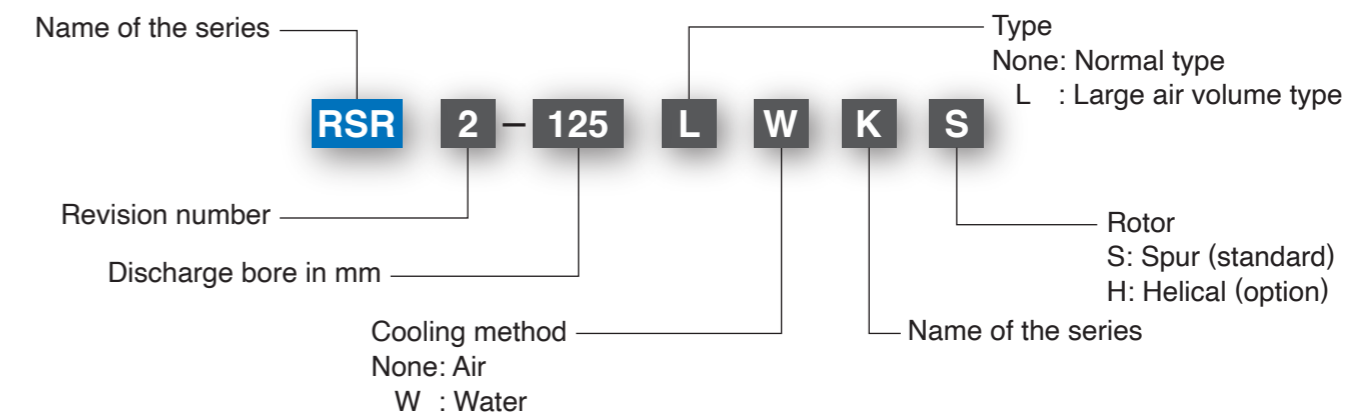 Name of the series
Type
None: Normal type
L : Large air volume type
RSR 2 – 125 L W K S
Revision number
Discharge bore in mm
Rotor
S: Spur (standard)
H: Helical (option)
Cooling method
None: Air
W : Water
Name of the series